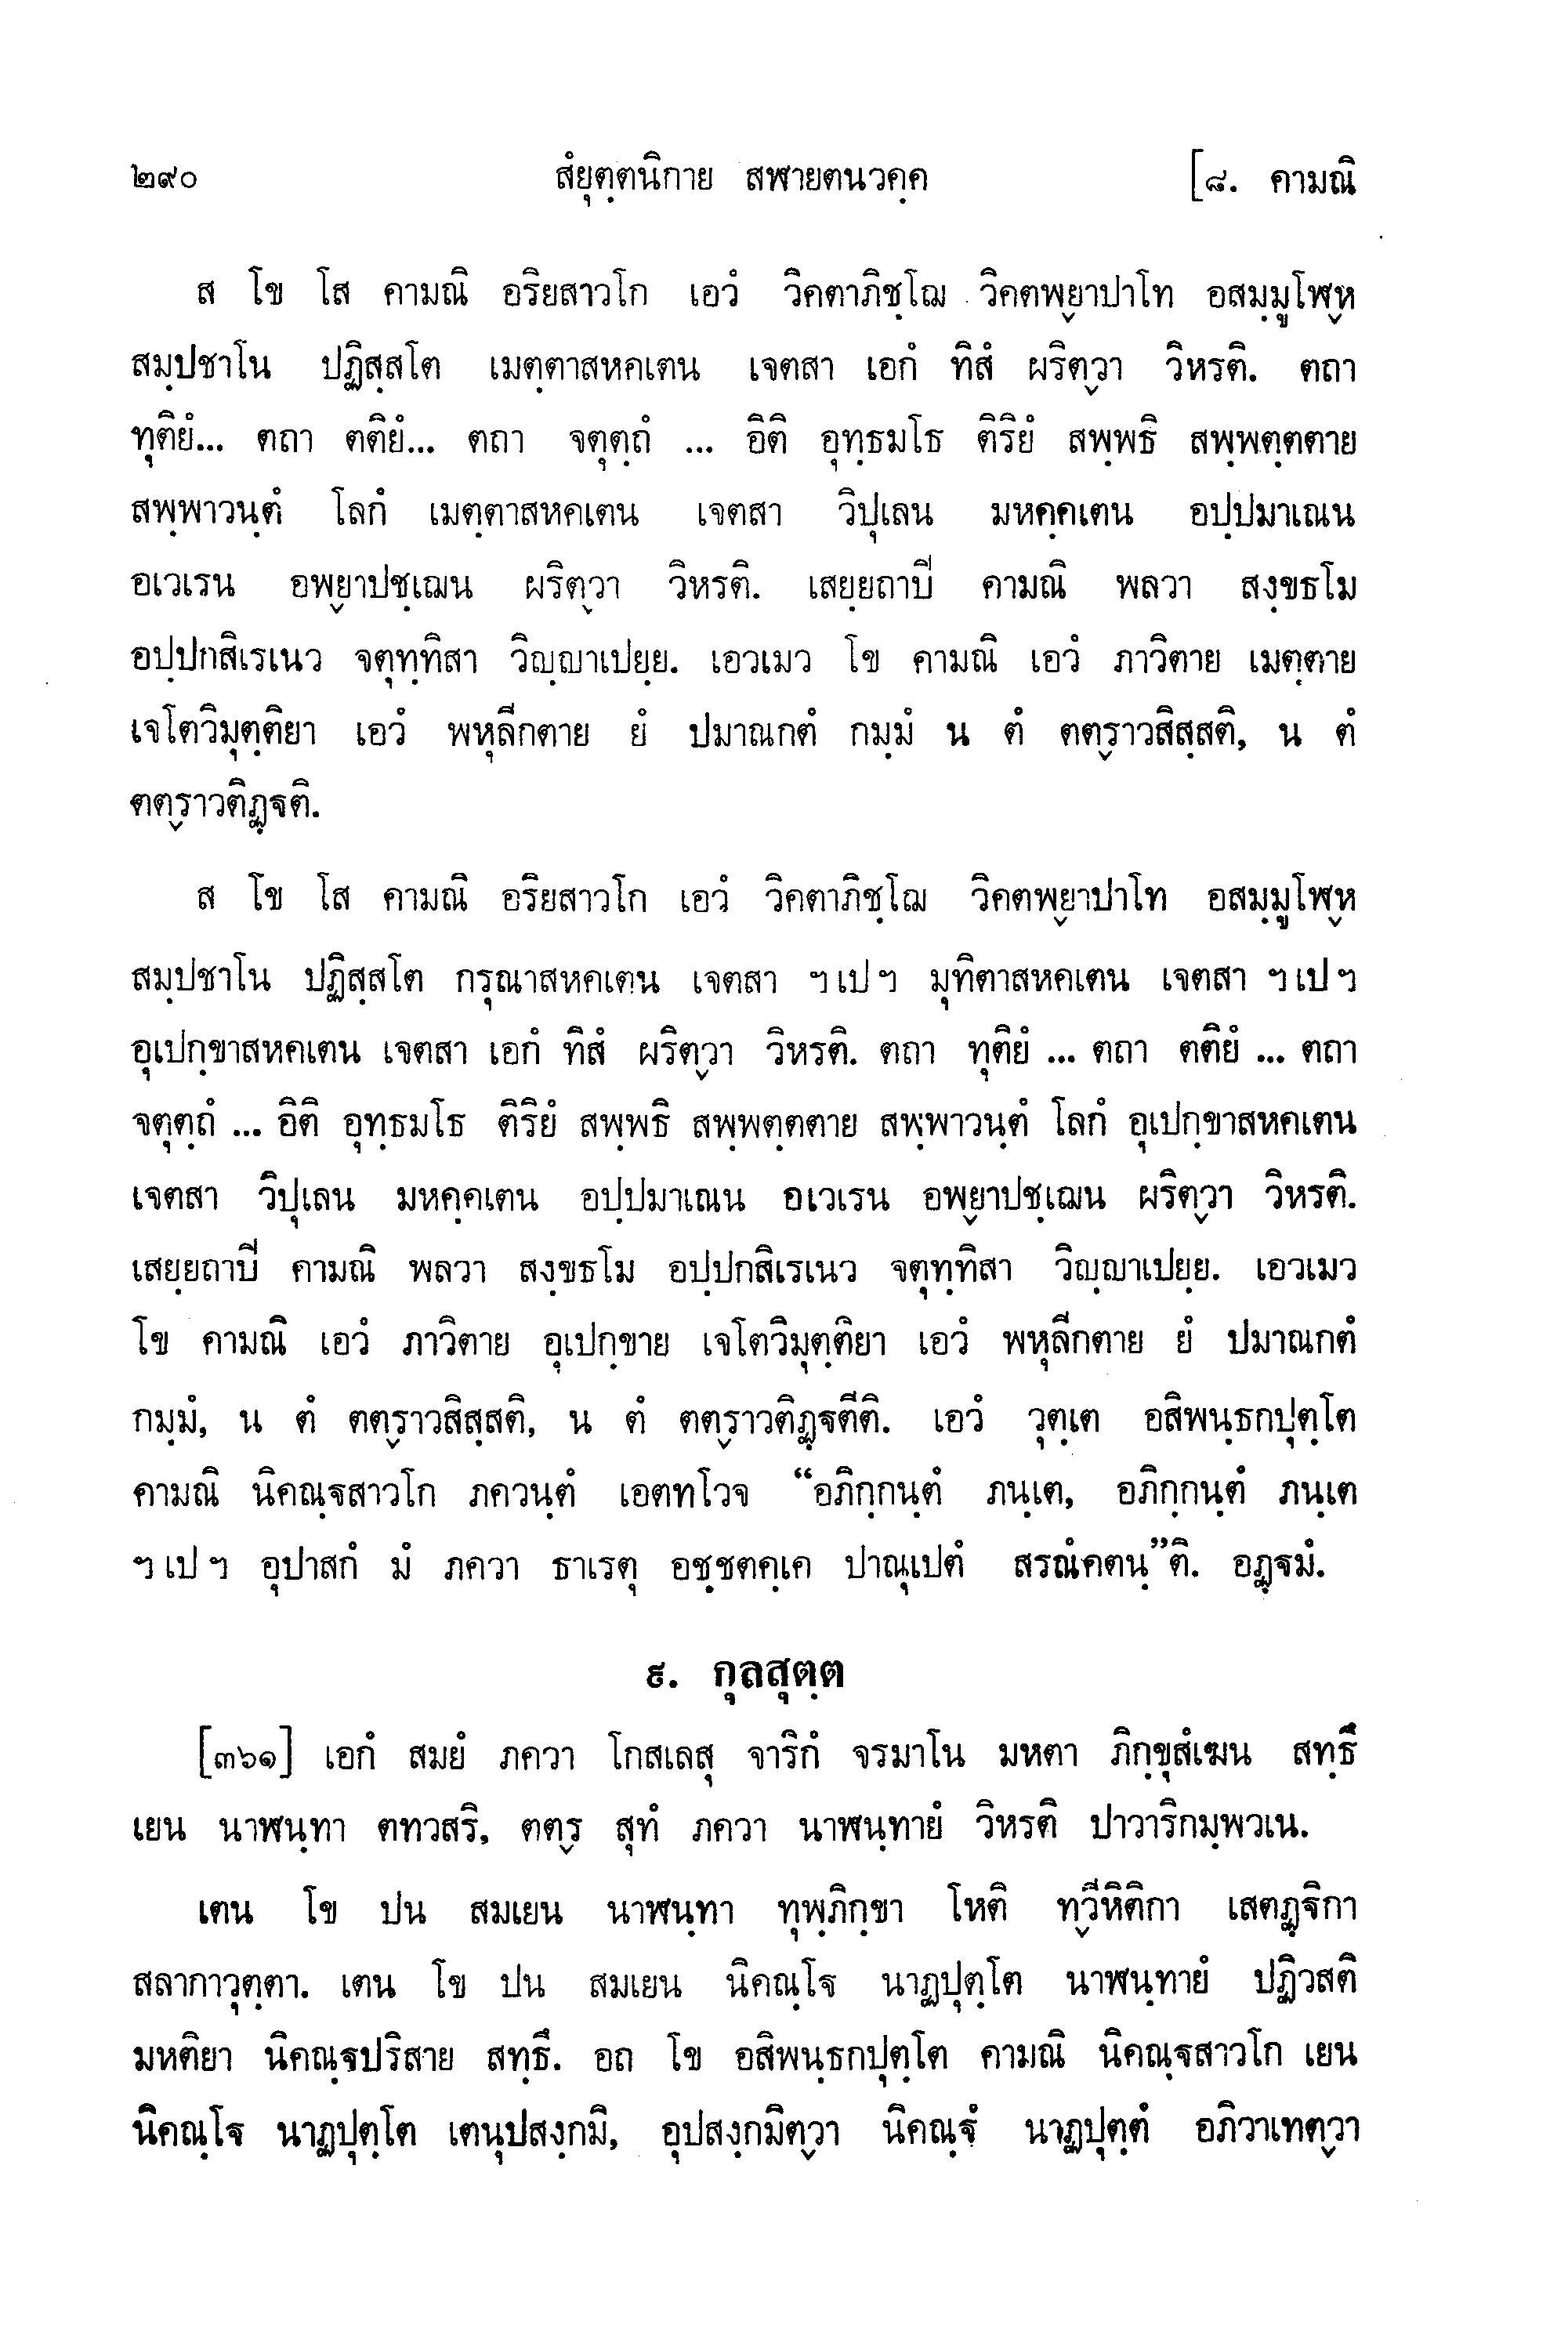 ๒๙๐ สํยุตฺตนิกาย สฬายตนวคฺค [๘. คามณิ
ส โข โส คามณิ อริยสาวโก เอวํ วิคตาภิชฺโฌ วิคตพฺยาปาโท อสมฺมูโฬฺห
สมฺปชาโน ปฏิสฺสโต เมตฺตาสหคเตน เจตสา เอกํ ทิสํ ผริตฺวา วิหรติ. ตถา
ทุติยํ... ตถา ตติยํ... ตถา จตุตฺถํ ... อิติ อุทฺธมโธ ติริยํ สพฺพธิ สพฺพตฺตตาย
สพฺพาวนฺตํ โลกํ เมตฺตาสหคเตน เจตสา วิปุเลน มหคฺคเตน อปฺปมาเณน
อเวเรน อพฺยาปชฺเฌน ผริตฺวา วิหรติ. เสยฺยถาปิ คามณิ พลวา สงฺขธโม
อปฺปกสิเรเนว จตุทฺทิสา วิญฺญาเปยฺย. เอวเมว โข คามณิ เอวํ ภาวิตาย เมตฺตาย
เจโตวิมุตฺติยา เอวํ พหุลีกตาย ยํ ปมาณกตํ กมฺมํ น ตํ ตตฺราวสิสฺสติ, น ตํ
ตตฺราวติฏฺฐติ.
ส โข โส คามณิ อริยสาวโก เอวํ วิคตาภิชฺโฌ วิคตพฺยาปาโท อสมฺมูโฬฺห
สมฺปชาโน ปฏิสฺสโต กรุณาสหคเตน เจตสา ฯเปฯ มุทิตาสหคเตน เจตสา ฯเปฯ
อุเปกฺขาสหคเตน เจตสา เอกํ ทิสํ ผริตฺวา วิหรติ. ตถา ทุติยํ ... ตถา ตติยํ ... ตถา
จตุตฺถํ ... อิติ อุทฺธมโธ ติริยํ สพฺพธิ สพฺพตฺตตาย สพฺพาวนฺตํ โลกํ อุเปกฺขาสหคเตน
เจตสา วิปุเลน มหคฺคเตน อปฺปมาเณน อเวเรน อพฺยาปชฺเฌน ผริตฺวา วิหรติ.
เสยฺยถาปิ คามณิ พลวา สงฺขธโม อปฺปกสิเรเนว จตุทฺทิสา วิญฺญาเปยฺย. เอวเมว
โข คามณิ เอวํ ภาวิตาย อุเปกฺขาย เจโตวิมุตฺติยา เอวํ พหุลีกตาย ยํ ปมาณกตํ
กมฺมํ, น ตํ ตตฺราวสิสฺสติ, น ตํ ตตฺราวติฏฺฐตีติ. เอวํ วุตฺเต อสิพนฺธกปุตฺโต
คามณิ นิคณฺฐสาวโก ภควนฺตํ เอตทโวจ “อภิกฺกนฺตํ ภนฺเต, อภิกฺกนฺตํ ภนฺเต
ฯเปฯ อุปาสกํ มํ ภควา ธาเรตุ อชฺชตคฺเค ปาณุเปตํ สรณํคตนฺ”ติ. อฏฺฐมํ.
๙. กุลสุตฺต
[๓๖๑] เอกํ สมยํ ภควา โกสเลสุ จาริกํ จรมาโน มหตา ภิกฺขุสํเฆน สทฺธึ
เยน นาฬนฺทา ตทวสริ, ตตฺร สุทํ ภควา นาฬนฺทายํ วิหรติ ปาวาริกมฺพวเน.
เตน โข ปน สมเยน นาฬนฺทา ทุพฺภิกฺขา โหติ ทฺวีหิติกา เสตฏฺฐิกา
สลากาวุตฺตา. เตน โข ปน สมเยน นิคณฺโฐ นาฏปุตฺโต นาฬนฺทายํ ปฏิวสติ
มหติยา นิคณฺฐปริสาย สทฺธึ. อถ โข อสิพนฺธกปุตฺโต คามณิ นิคณฺฐสาวโก เยน
นิคณฺโฐ นาฏปุตฺโต เตนุปสงฺกมิ, อุปสงฺกมิตฺวา นิคณฺฐํ นาฏปุตฺตํ อภิวาเทตฺวา